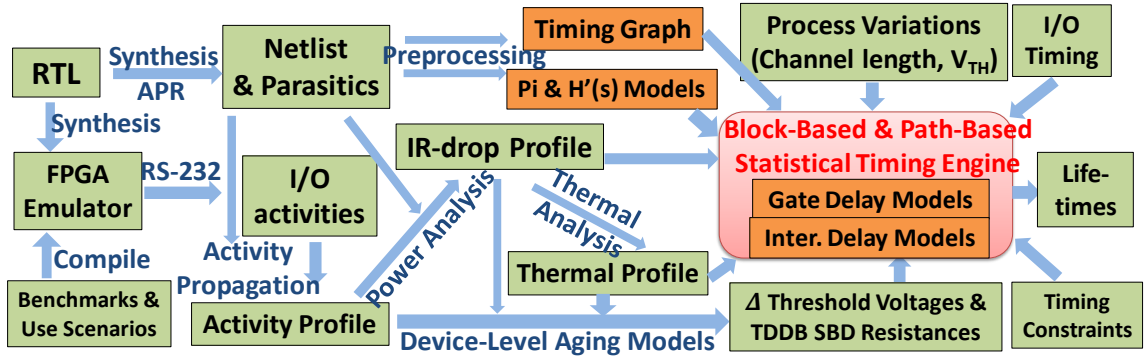 RTL
Synthesis
APR
Netlist
& Parasitics
Preprocessing
Timing Graph
Pi & H'(s) Models
Process Variations
(Channel length, VTH)
I/O
Timing
Synthesis
FPGA
Emulator
RS-232
I/O
activities
IR-drop Profile
Block-Based & Path-Based
Statistical Timing Engine
Gate Delay Models
Inter. Delay Models
Life-
times
Compile
Activity
Propagation
Power Analysis
Thermal
Analysis
Thermal Profile
Benchmarks &
Use Scenarios
Activity Profile
Device-Level Aging Models
Δ Threshold Voltages &
TDDB SBD Resistances
Timing
Constraints